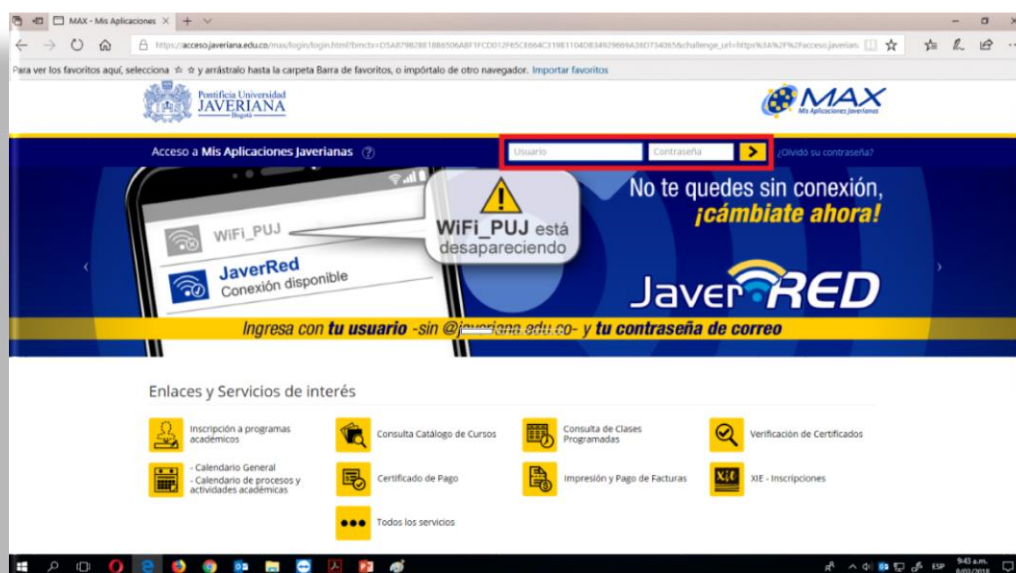 MAX - Mis Aplicaciones
Para ver los favoritos aquí, selecciona y arrástralo hasta la carpeta Barra de favoritos, o impórtalo de otro navegador. Importar favoritos
Pontificia Universidad
JAVERIANA
Bogotá
MAX
Mis Aplicaciones Javerianas
Acceso a Mis Aplicaciones Javerianas ?
Usuario
Contraseña
>
¿Olvidó su contraseña?
WiFi_PUJ
JaverRed
Conexión disponible
WiFi_PUJ está
desapareciendo
No te quedes sin conexión,
¡cámbiate ahora!
JaverRED
Ingresa con tu usuario -sin @javeriana.edu.co- y tu contraseña de correo
Enlaces y Servicios de interés
Inscripción a programas
académicos
Consulta Catálogo de Cursos
Consulta de Clases
Programadas
Verificación de Certificados
- Calendario General
- Calendario de procesos y
actividades académicas
Certificado de Pago
Impresión y Pago de Facturas
XIE
XIE - Inscripciones
Todos los servicios
ESP
9:43 a.m.
8/02/2018